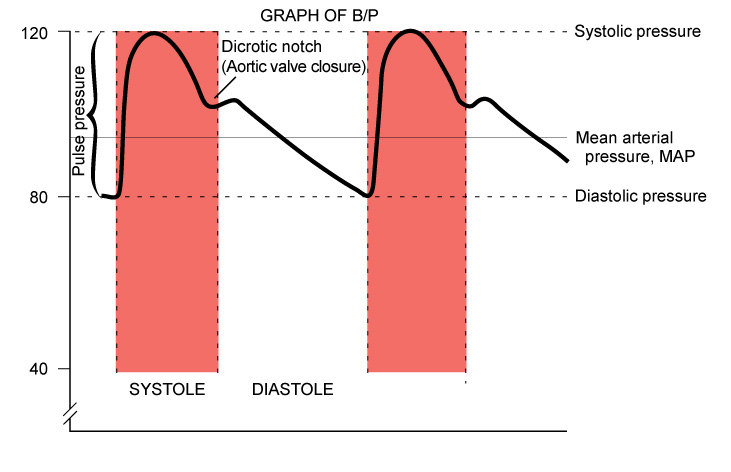 GRAPH OF B/P
120
Systolic pressure
Dicrotic notch
(Aortic valve closure)
Pulse pressure
Mean arterial
pressure, MAP
80
Diastolic pressure
40
SYSTOLE
DIASTOLE